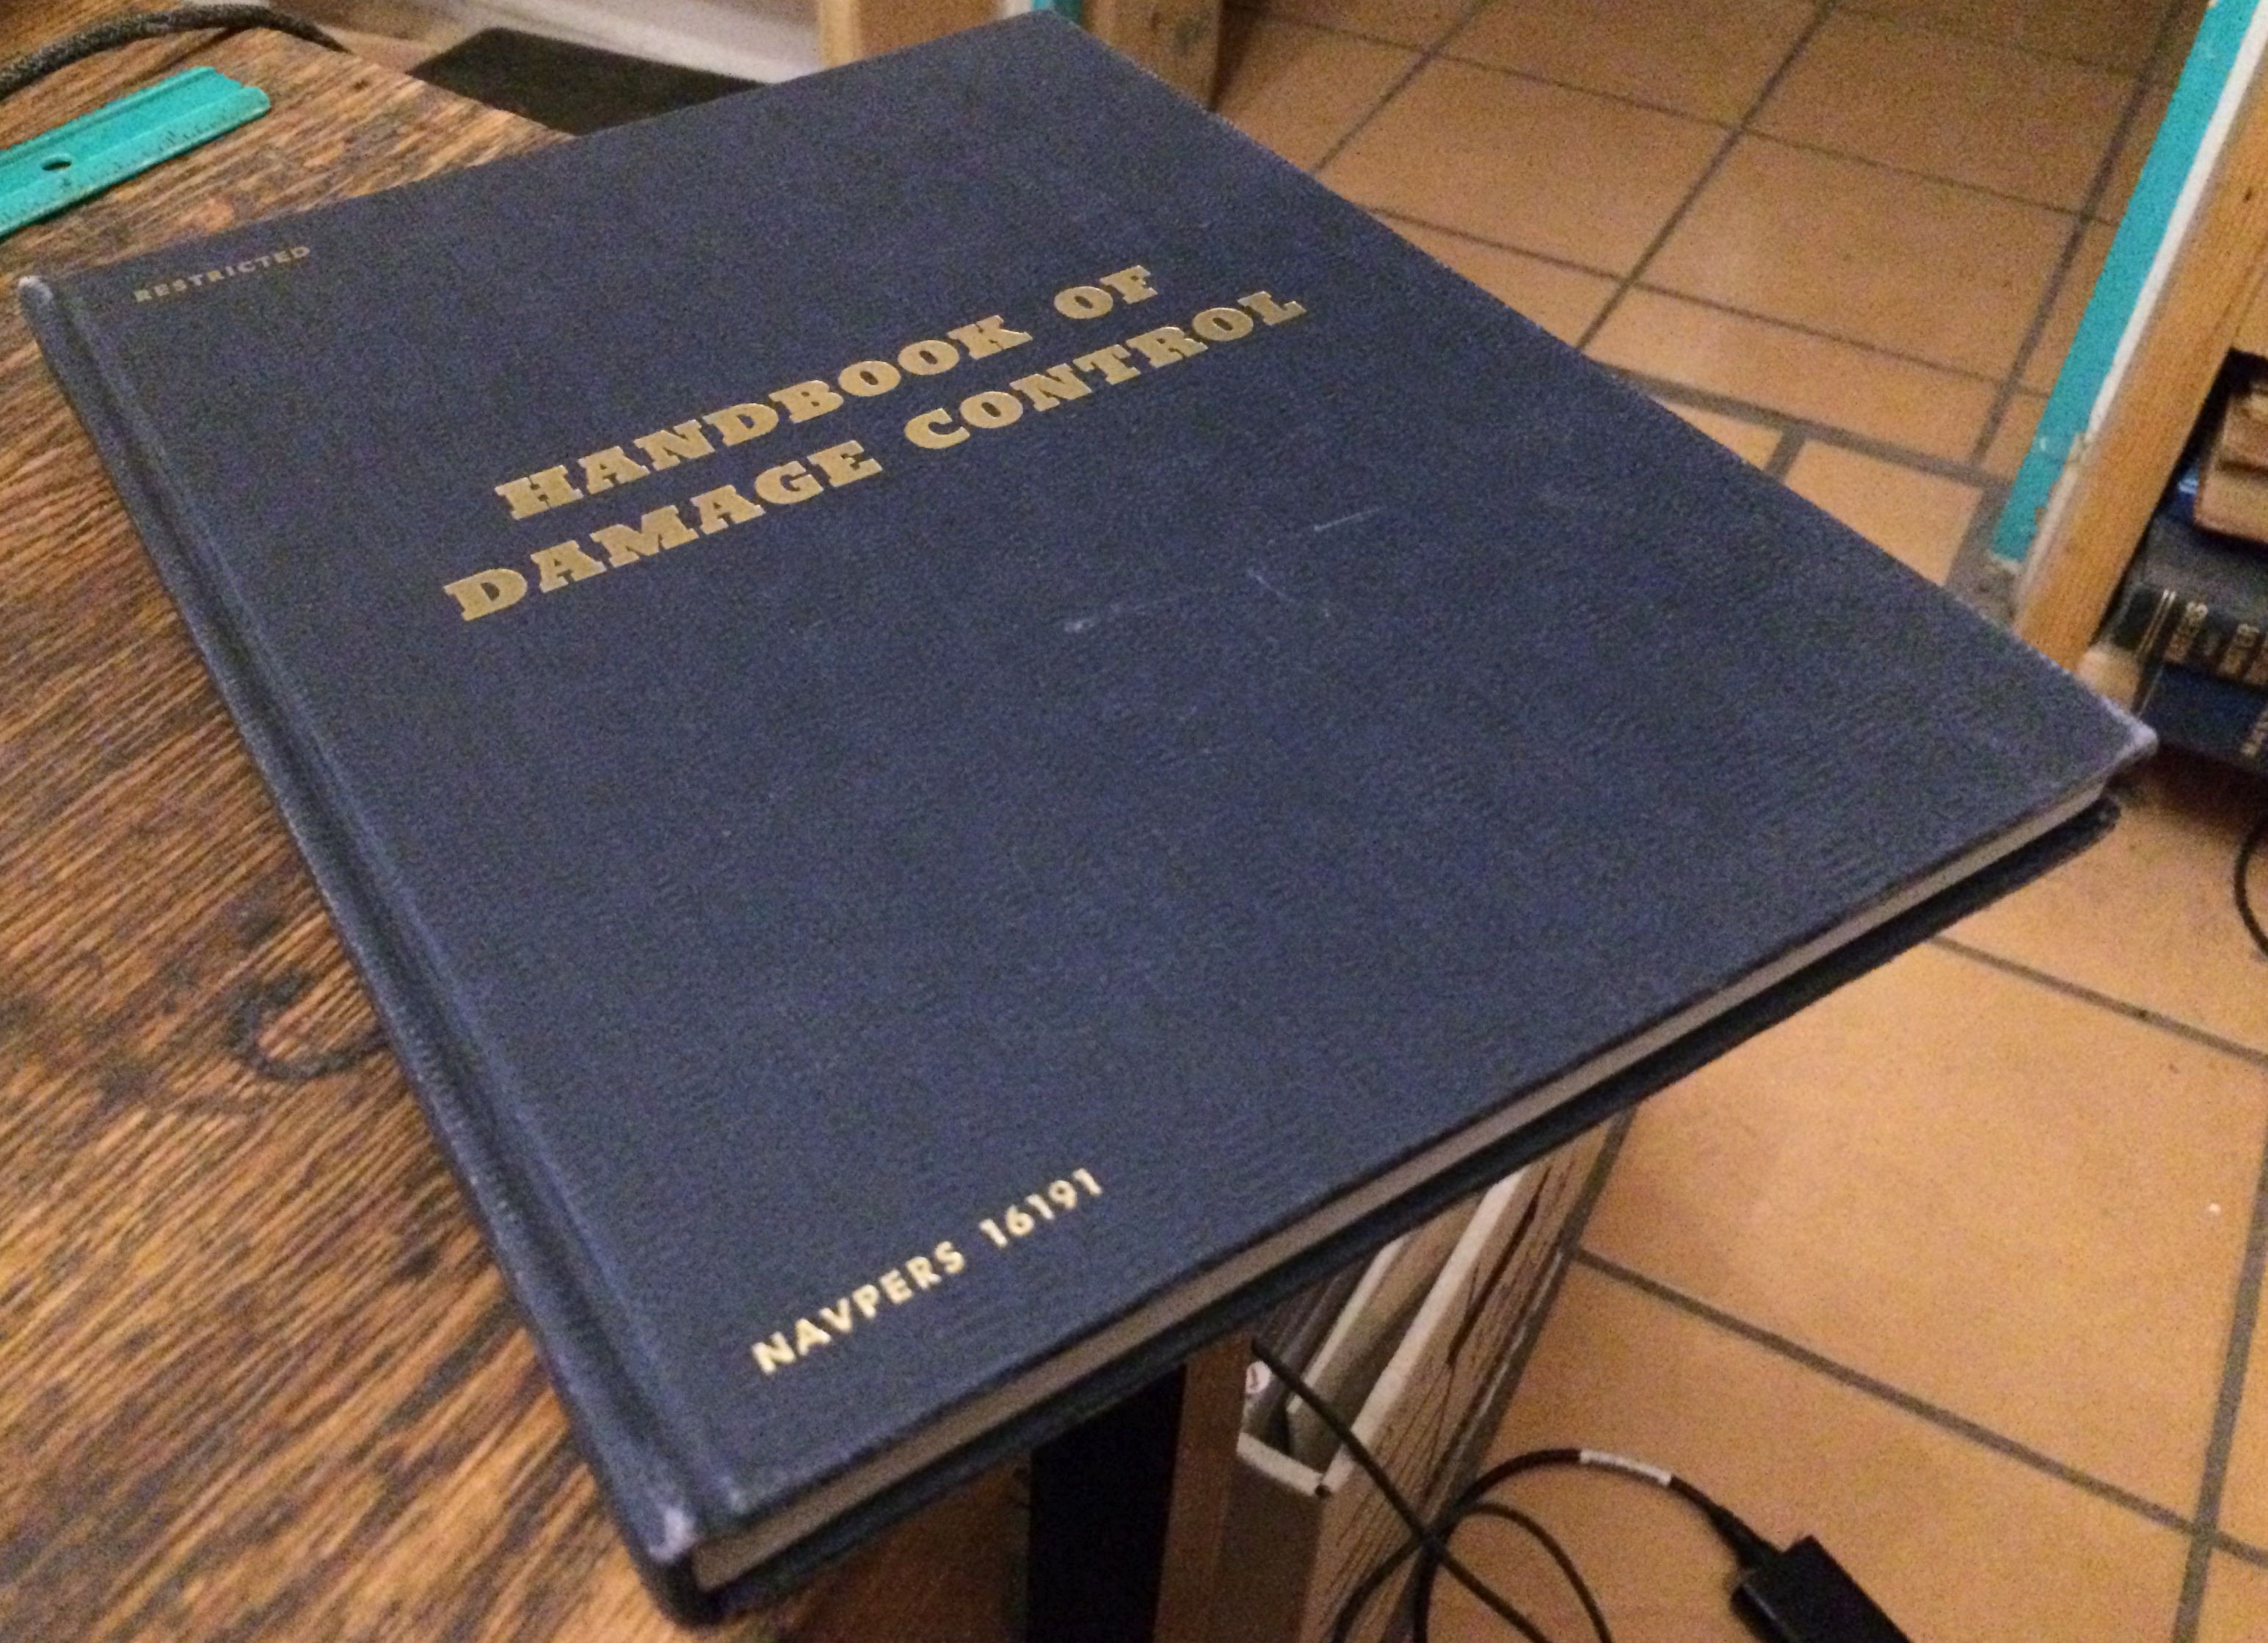 RESTRICTED
HANDBOOK OF
DAMAGE CONTROL
NAVPERS 16191